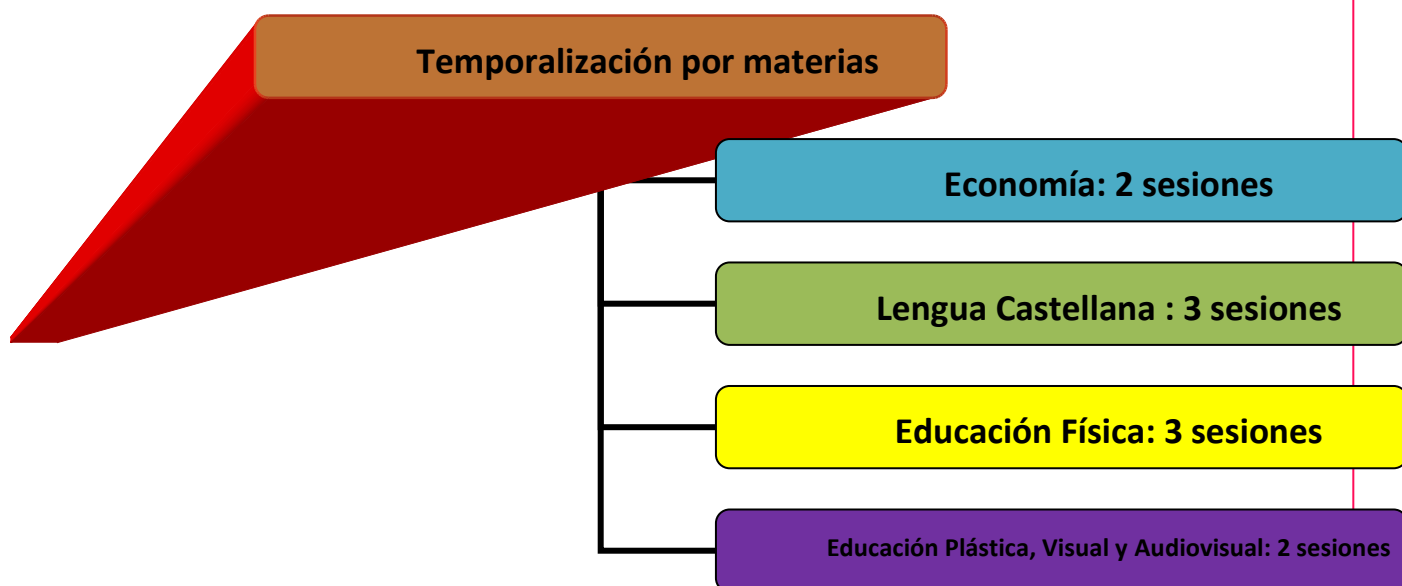 Temporalización por materias
Economía: 2 sesiones
Lengua Castellana : 3 sesiones
Educación Física: 3 sesiones
Educación Plástica, Visual y Audiovisual: 2 sesiones